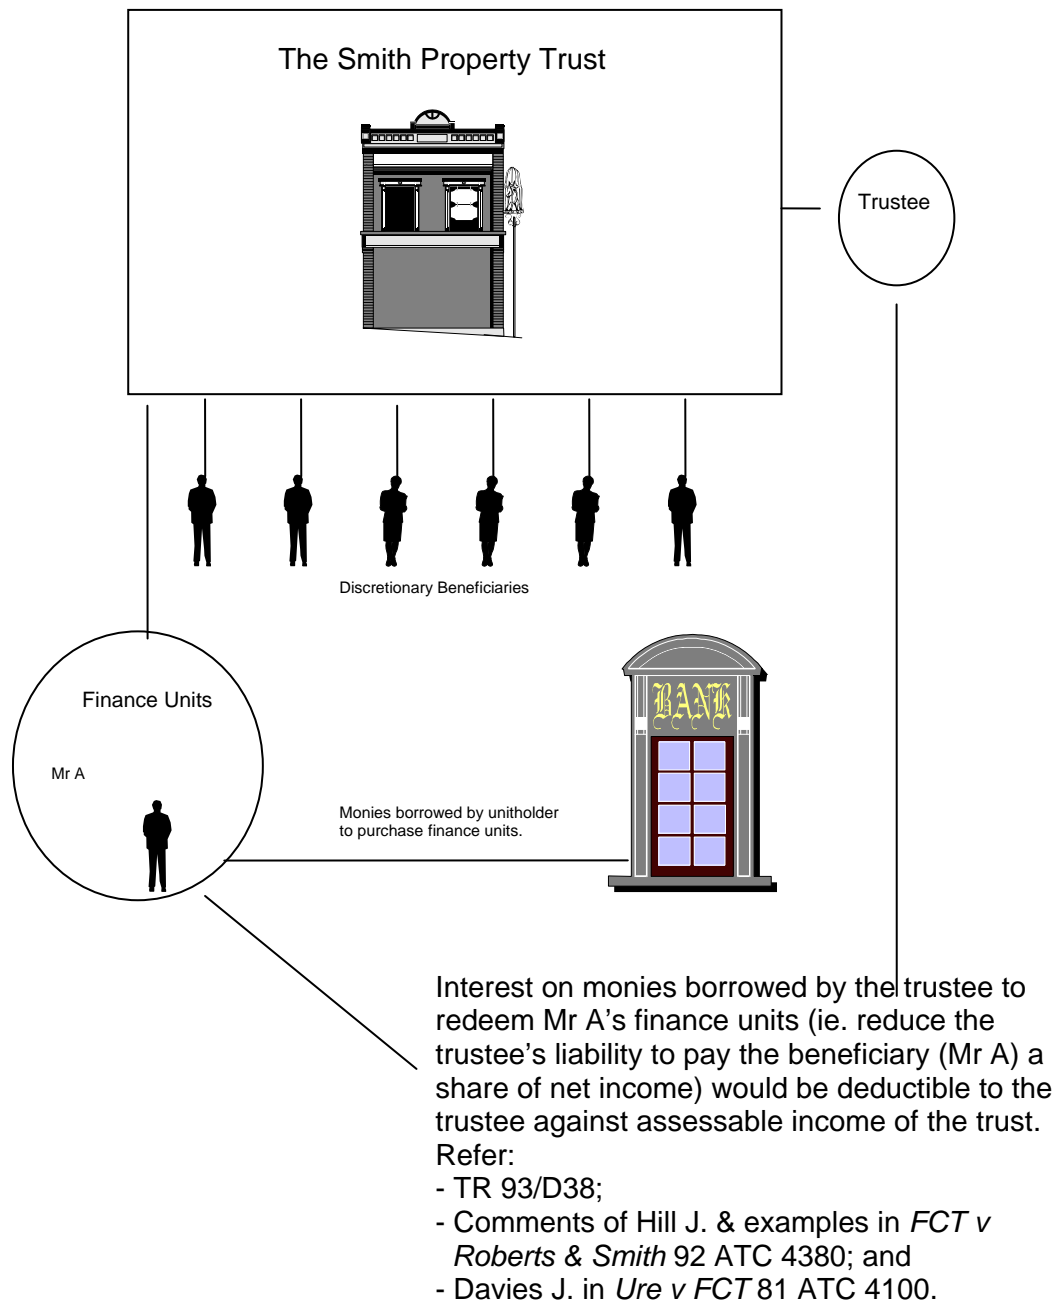 The Smith Property Trust
Trustee
Discretionary Beneficiaries
Finance Units
BANK
Mr A
Monies borrowed by unitholder
to purchase finance units.
Interest on monies borrowed by the trustee to
redeem Mr A’s finance units (ie. reduce the
trustee’s liability to pay the beneficiary (Mr A) a
share of net income) would be deductible to the
trustee against assessable income of the trust.
Refer:
- TR 93/D38;
- Comments of Hill J. & examples in FCT v
Roberts & Smith 92 ATC 4380; and
- Davies J. in Ure v FCT 81 ATC 4100.